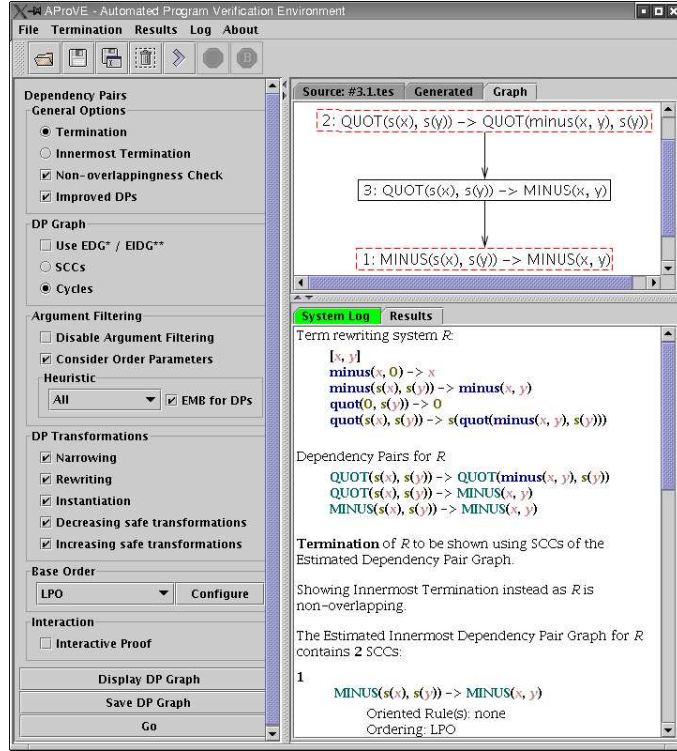 AProVE - Automated Program Verification Environment
File Termination Results Log About
Dependency Pairs
General Options
Termination
Innermost Termination
Non-overlappingness Check
Improved DPs
DP Graph
Use EDG* / EIDG**
SCCs
Cycles
Argument Filtering
Disable Argument Filtering
Consider Order Parameters
Heuristic
All EMB for DPs
DP Transformations
Narrowing
Rewriting
Instantiation
Decreasing safe transformations
Increasing safe transformations
Base Order
LPO Configure
Interaction
Interactive Proof
Display DP Graph
Save DP Graph
Go
Source: #3.1.tes Generated Graph
2: QUOT(s(x), s(y)) -> QUOT(minus(x, y), s(y))
3: QUOT(s(x), s(y)) -> MINUS(x, y)
1: MINUS(s(x), s(y)) -> MINUS(x, y)
System Log Results
Term rewriting system R:
[x, y]
minus(x, 0) -> x
minus(s(x), s(y)) -> minus(x, y)
quot(0, s(y)) -> 0
quot(s(x), s(y)) -> s(quot(minus(x, y), s(y)))
Dependency Pairs for R
QUOT(s(x), s(y)) -> QUOT(minus(x, y), s(y))
QUOT(s(x), s(y)) -> MINUS(x, y)
MINUS(s(x), s(y)) -> MINUS(x, y)
Termination of R to be shown using SCCs of the
Estimated Dependency Pair Graph.
Showing Innermost Termination instead as R is
non-overlapping.
The Estimated Innermost Dependency Pair Graph for R
contains 2 SCCs:
1
MINUS(s(x), s(y)) -> MINUS(x, y)
Oriented Rule(s): none
Ordering: LPO